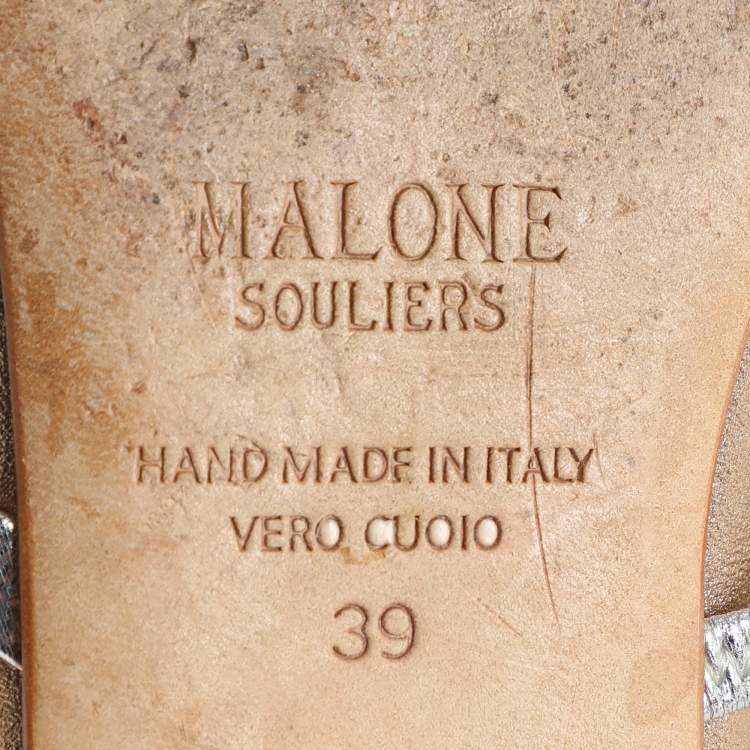 MALONE
SOULIERS
HAND MADE IN ITALY
VERO CUOIO
39